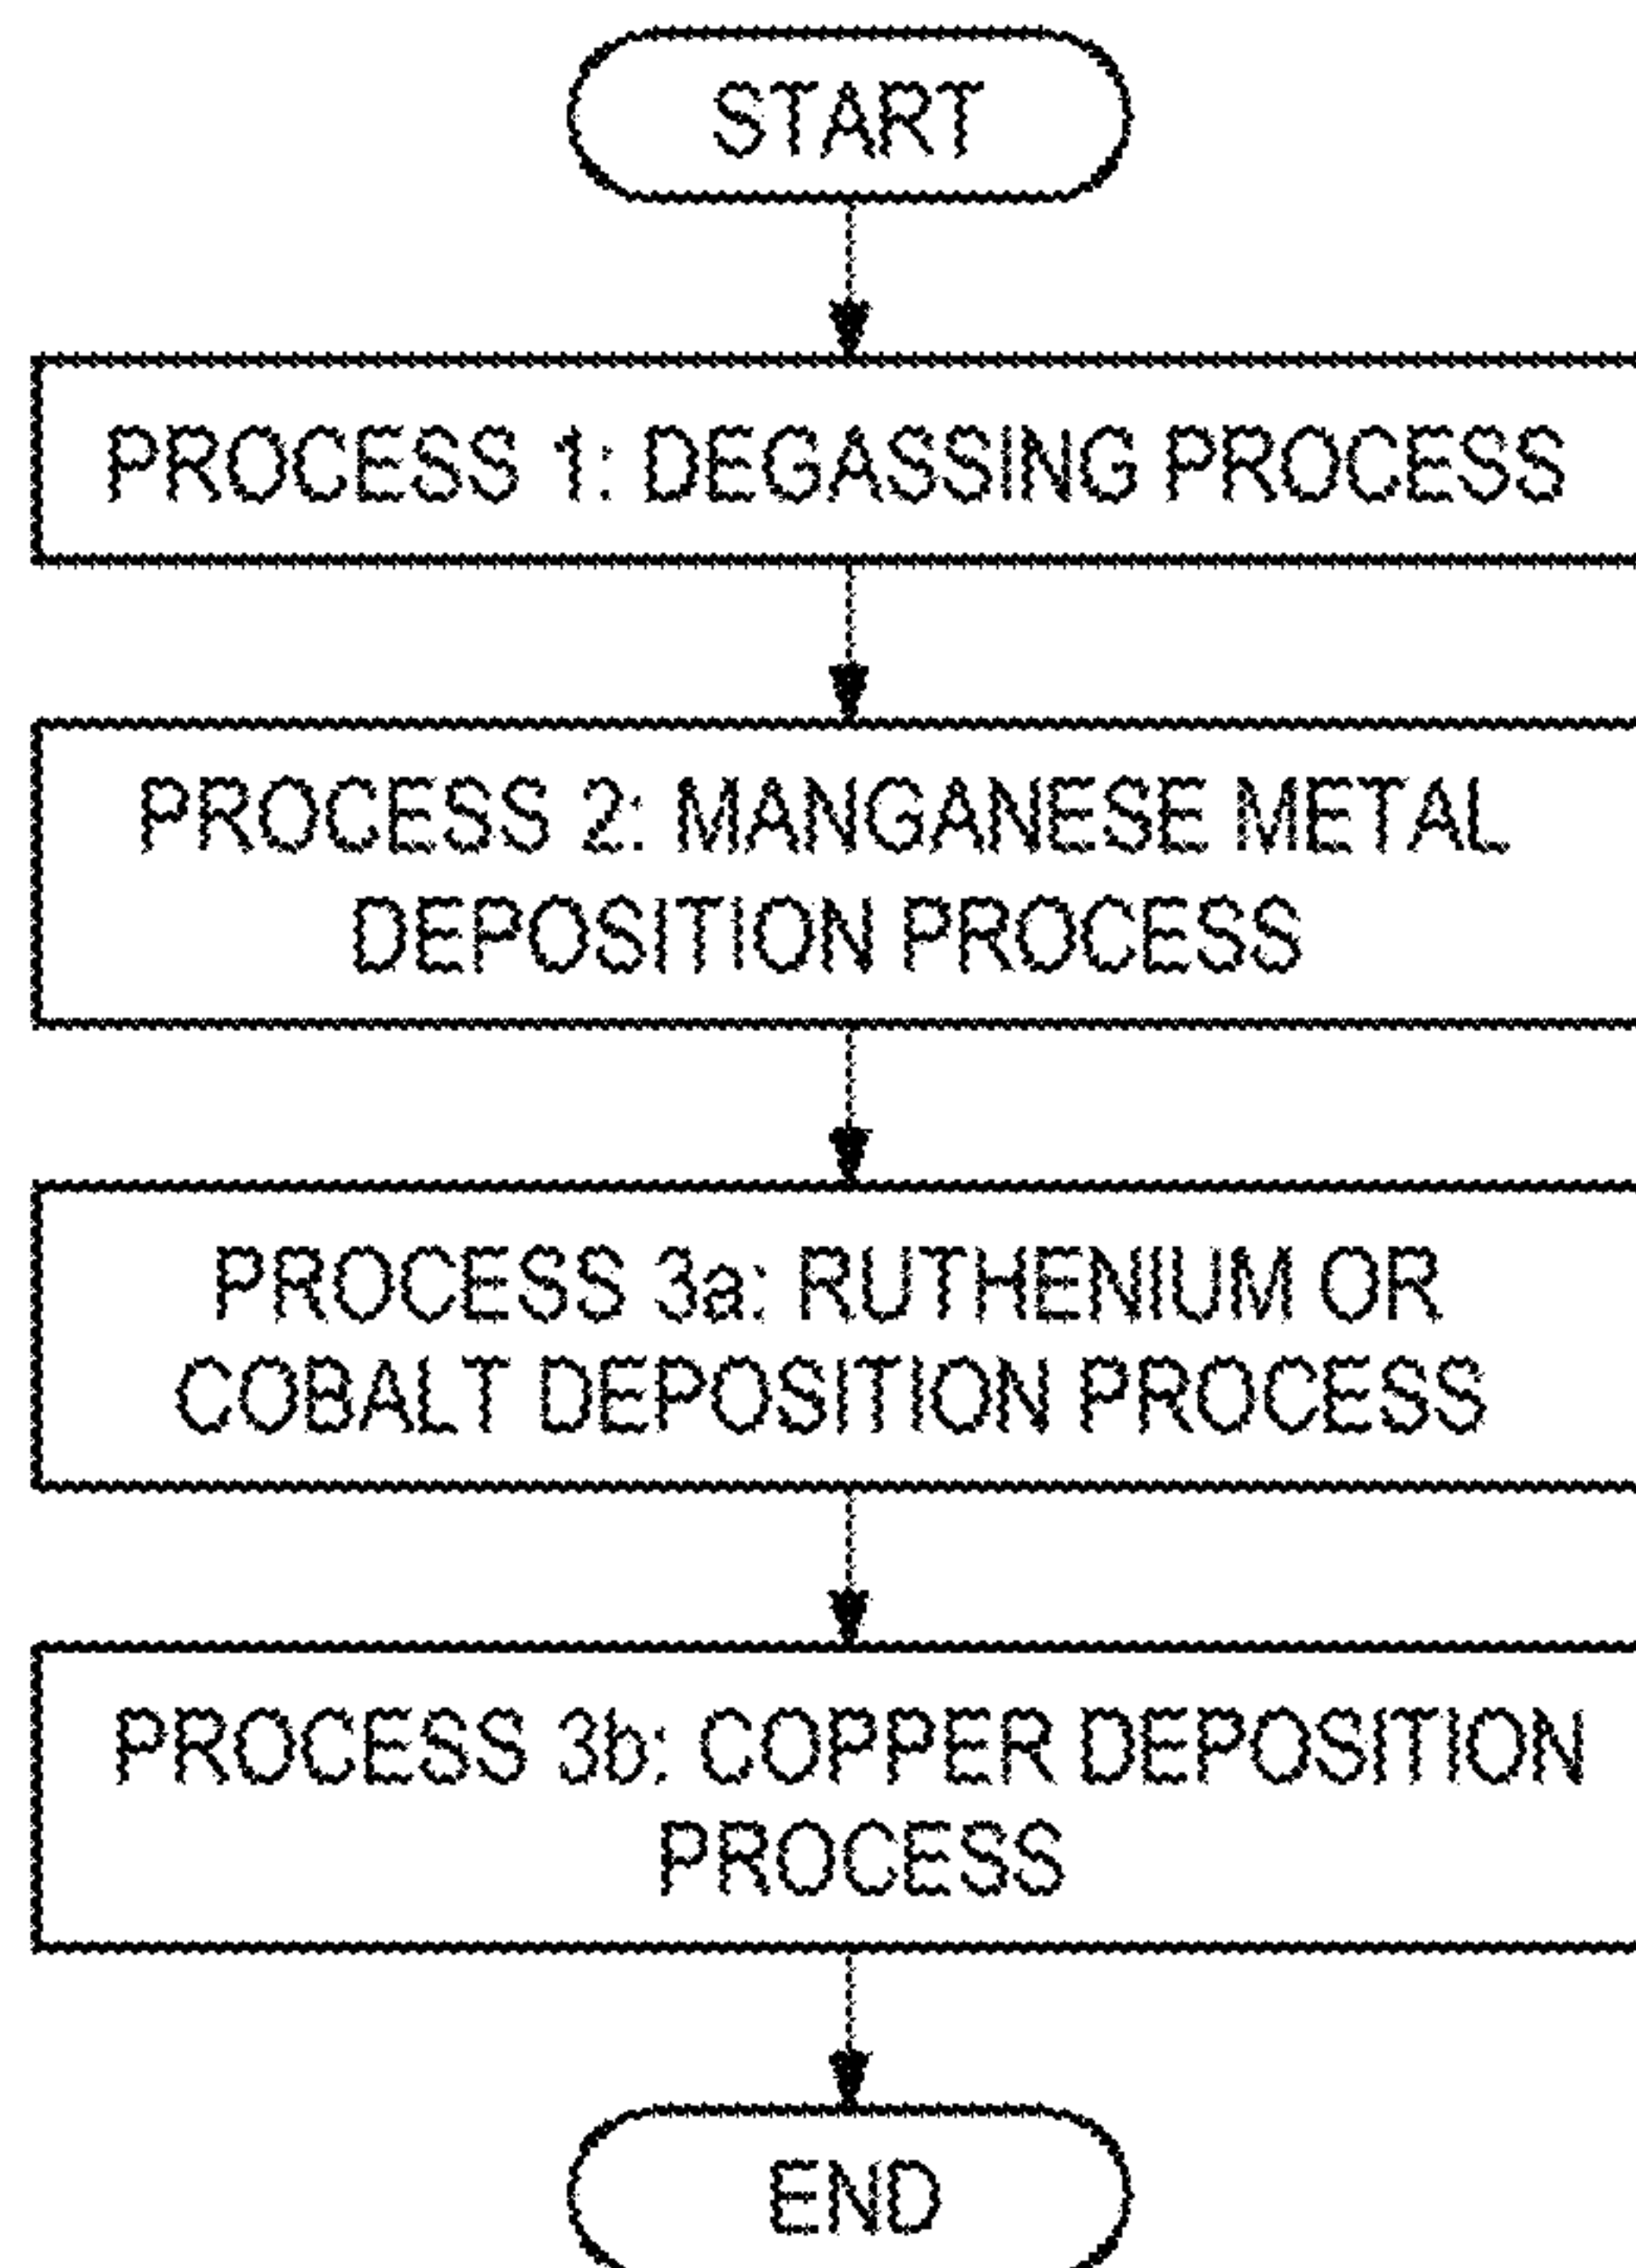 START
PROCESS 1: DEGASSING PROCESS
PROCESS 2: MANGANESE METAL
DEPOSITION PROCESS
PROCESS 3a: RUTHENIUM OR
COBALT DEPOSITION PROCESS
PROCESS 3b: COPPER DEPOSITION
PROCESS
END